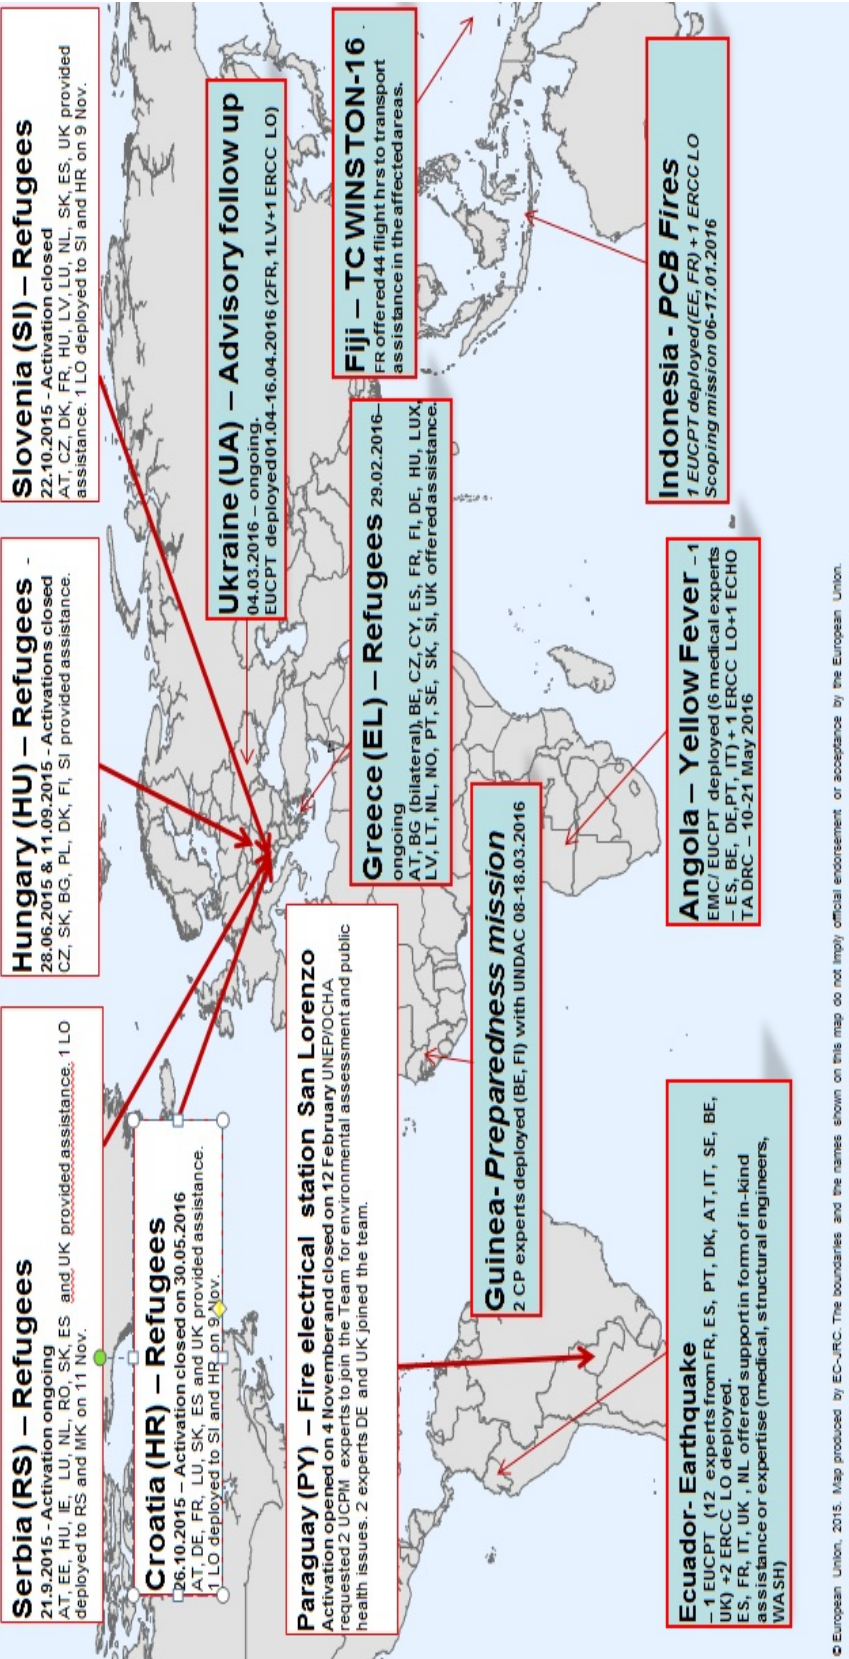 Serbia (RS) – Refugees
21.9.2015 - Activation ongoing
AT, EE, HU, IE, LU, NL, RO, SK, ES and UK provided assistance. 1 LO
deployed to RS and MK on 11 Nov.
Hungary (HU) – Refugees -
28.06.2015 & 11.09.2015 - Activations closed
CZ, SK, BG, PL, DK, FI, SI provided assistance.
Slovenia (SI) – Refugees
22.10.2015 - Activation closed
AT, CZ, DK, FR, HU, LV, LU, NL, SK, ES, UK provided
assistance. 1 LO deployed to SI and HR on 9 Nov.
Croatia (HR) – Refugees
26.10.2015 – Activation closed on 30.05.2016
AT, DE, FR, LU, SK, ES and UK provided assistance.
1 LO deployed to SI and HR on 9 Nov.
Ukraine (UA) – Advisory follow up
04.03.2016 – ongoing.
EUCPT deployed 01.04-16.04.2016 (2FR, 1LV+1 ERCC LO)
Paraguay (PY) – Fire electrical station San Lorenzo
Activation opened on 4 November and closed on 12 February UNEP/OCHA
requested 2 UCPM experts to join the Team for environmental assessment and public
health issues. 2 experts DE and UK joined the team.
Fiji – TC WINSTON-16 .
FR offered 44 flight hrs to transport
assistance in the affected areas.
Greece (EL) – Refugees 29.02.2016–
ongoing
AT, BG (bilateral), BE, CZ, CY, ES, FR, FI, DE, HU, LUX,
LV, LT, NL, NO, PT, SE, SK, SI, UK offered assistance.
Guinea- Preparedness mission
2 CP experts deployed (BE, FI) with UNDAC 08-18.03.2016
Indonesia - PCB Fires
1 EUCPT deployed (EE, FR) + 1 ERCC LO
Scoping mission 06-17.01.2016
Ecuador- Earthquake
– 1 EUCPT (12 experts from FR, ES, PT, DK, AT, IT, SE, BE,
UK) +2 ERCC LO deployed.
ES, FR, IT, UK , NL offered support in form of in-kind
assistance or expertise (medical, structural engineers,
WASH)
Angola – Yellow Fever –1
EMC/ EUCPT deployed (6 medical experts
– ES, BE, DE,PT, IT) + 1 ERCC LO+1 ECHO
TA DRC – 10-21 May 2016
© European Union, 2015. Map produced by EC-JRC. The boundaries and the names shown on this map do not imply official endorsement or acceptance by the European Union.